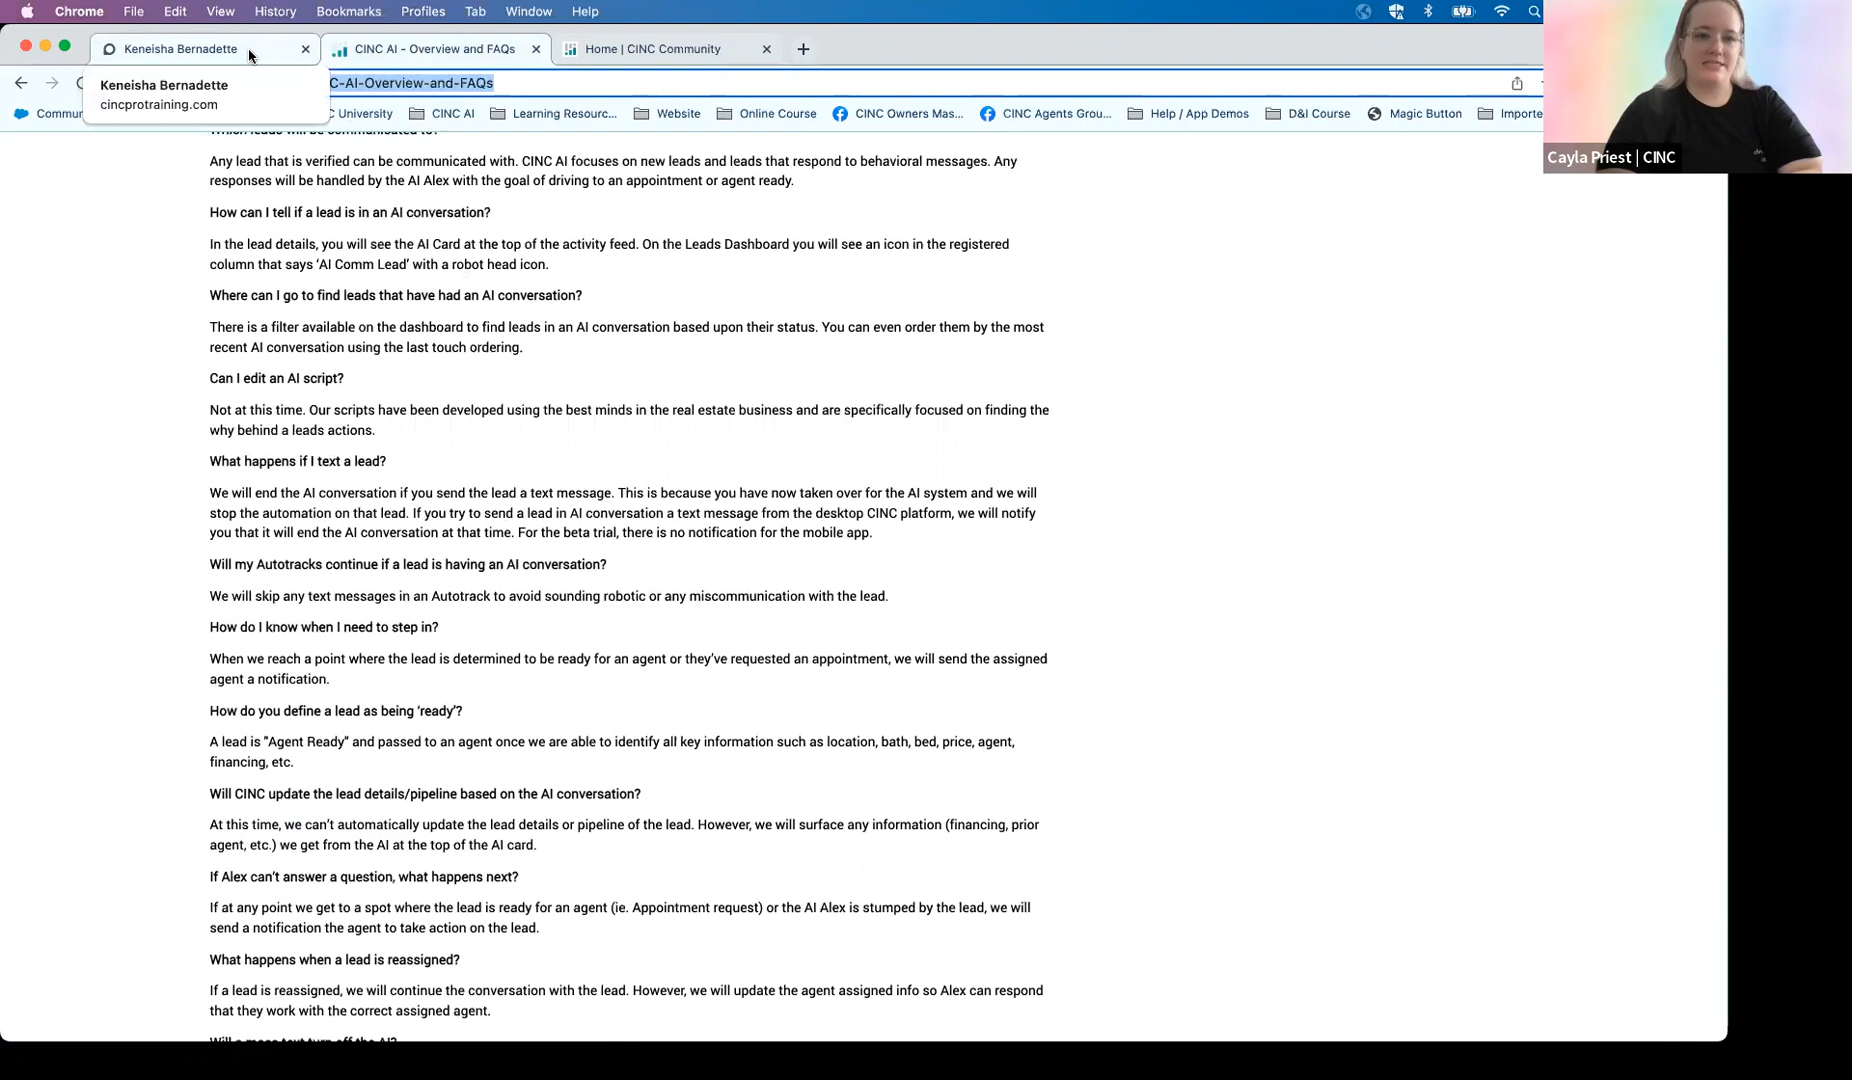 Chrome File Edit View History Bookmarks Profiles Tab Window Help
Keneisha Bernadette CINC AI - Overview and FAQs Home | CINC Community
Keneisha Bernadette
cincprotraining.com
C-AI-Overview-and-FAQs
Commu C University CINC AI Learning Resourc... Website Online Course CINC Owners Mas... CINC Agents Grou... Help / App Demos D&I Course Magic Button Importe
Cayla Priest | CINC
Which leads will be communicated to?
Any lead that is verified can be communicated with. CINC AI focuses on new leads and leads that respond to behavioral messages. Any
responses will be handled by the AI Alex with the goal of driving to an appointment or agent ready.
How can I tell if a lead is in an AI conversation?
In the lead details, you will see the AI Card at the top of the activity feed. On the Leads Dashboard you will see an icon in the registered
column that says ‘AI Comm Lead’ with a robot head icon.
Where can I go to find leads that have had an AI conversation?
There is a filter available on the dashboard to find leads in an AI conversation based upon their status. You can even order them by the most
recent AI conversation using the last touch ordering.
Can I edit an AI script?
Not at this time. Our scripts have been developed using the best minds in the real estate business and are specifically focused on finding the
why behind a leads actions.
What happens if I text a lead?
We will end the AI conversation if you send the lead a text message. This is because you have now taken over for the AI system and we will
stop the automation on that lead. If you try to send a lead in AI conversation a text message from the desktop CINC platform, we will notify
you that it will end the AI conversation at that time. For the beta trial, there is no notification for the mobile app.
Will my Autotracks continue if a lead is having an AI conversation?
We will skip any text messages in an Autotrack to avoid sounding robotic or any miscommunication with the lead.
How do I know when I need to step in?
When we reach a point where the lead is determined to be ready for an agent or they’ve requested an appointment, we will send the assigned
agent a notification.
How do you define a lead as being ‘ready’?
A lead is "Agent Ready" and passed to an agent once we are able to identify all key information such as location, bath, bed, price, agent,
financing, etc.
Will CINC update the lead details/pipeline based on the AI conversation?
At this time, we can’t automatically update the lead details or pipeline of the lead. However, we will surface any information (financing, prior
agent, etc.) we get from the AI at the top of the AI card.
If Alex can’t answer a question, what happens next?
If at any point we get to a spot where the lead is ready for an agent (ie. Appointment request) or the AI Alex is stumped by the lead, we will
send a notification the agent to take action on the lead.
What happens when a lead is reassigned?
If a lead is reassigned, we will continue the conversation with the lead. However, we will update the agent assigned info so Alex can respond
that they work with the correct assigned agent.
Will a mass text turn off the AI?